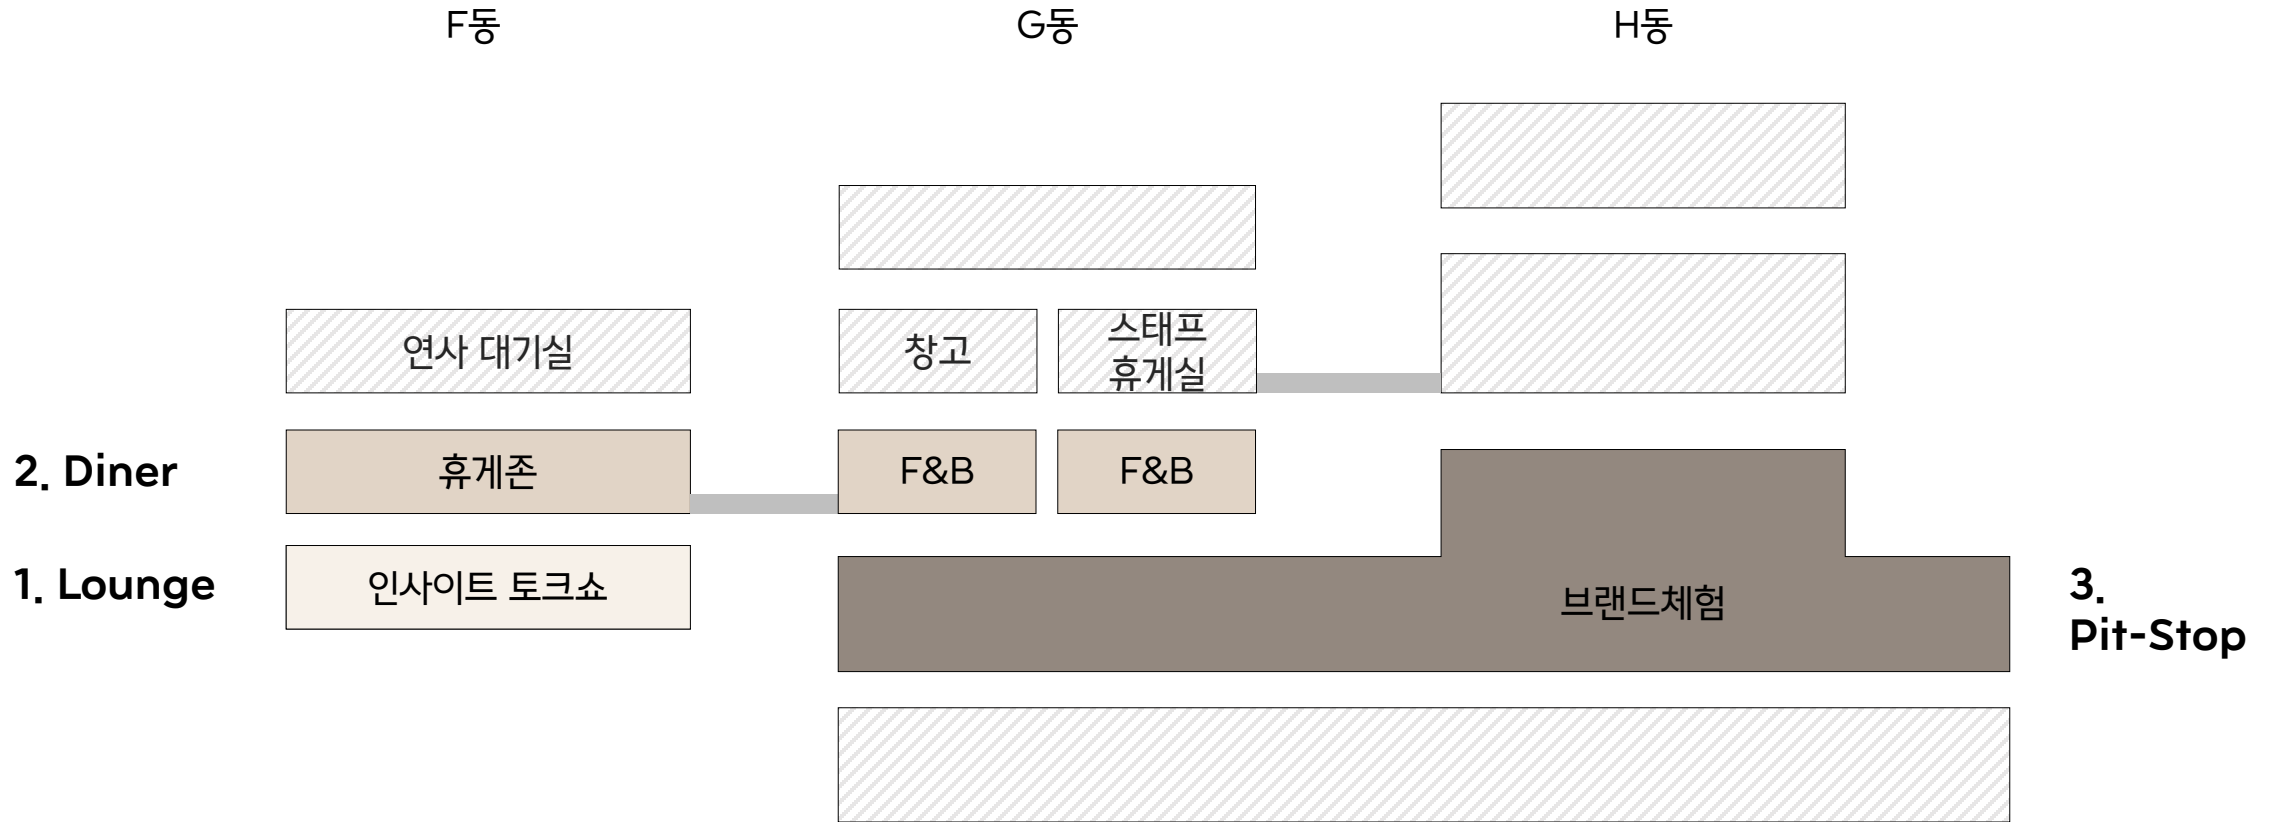 F동
G동
H동
연사 대기실
창고
스태프
휴게실
2. Diner
휴게존
F&B
F&B
1. Lounge
인사이트 토크쇼
브랜드체험
3.
Pit-Stop